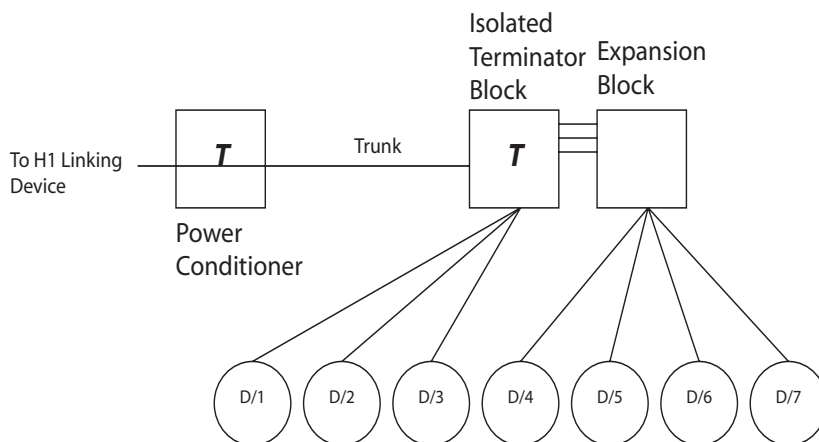 Isolated
Terminator
Block
Expansion
Block
To H1 Linking
Device
T
Trunk
T
Power
Conditioner
D/1
D/2
D/3
D/4
D/5
D/6
D/7